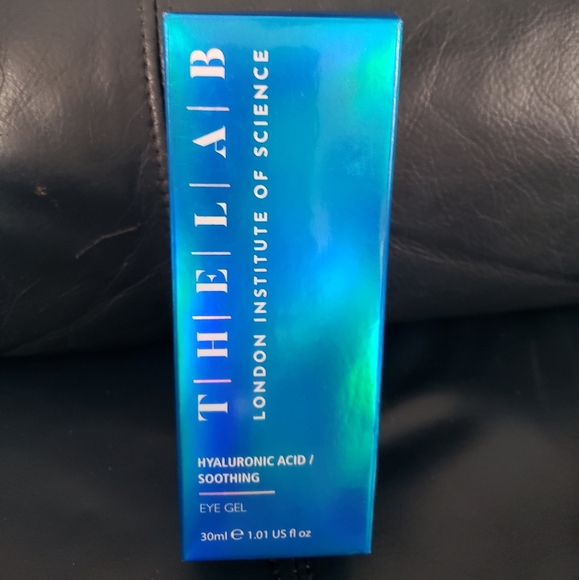 T|H|E|L|A|B
LONDON INSTITUTE OF SCIENCE
HYALURONIC ACID /
SOOTHING
EYE GEL
30ml ℮ 1.01 US fl oz